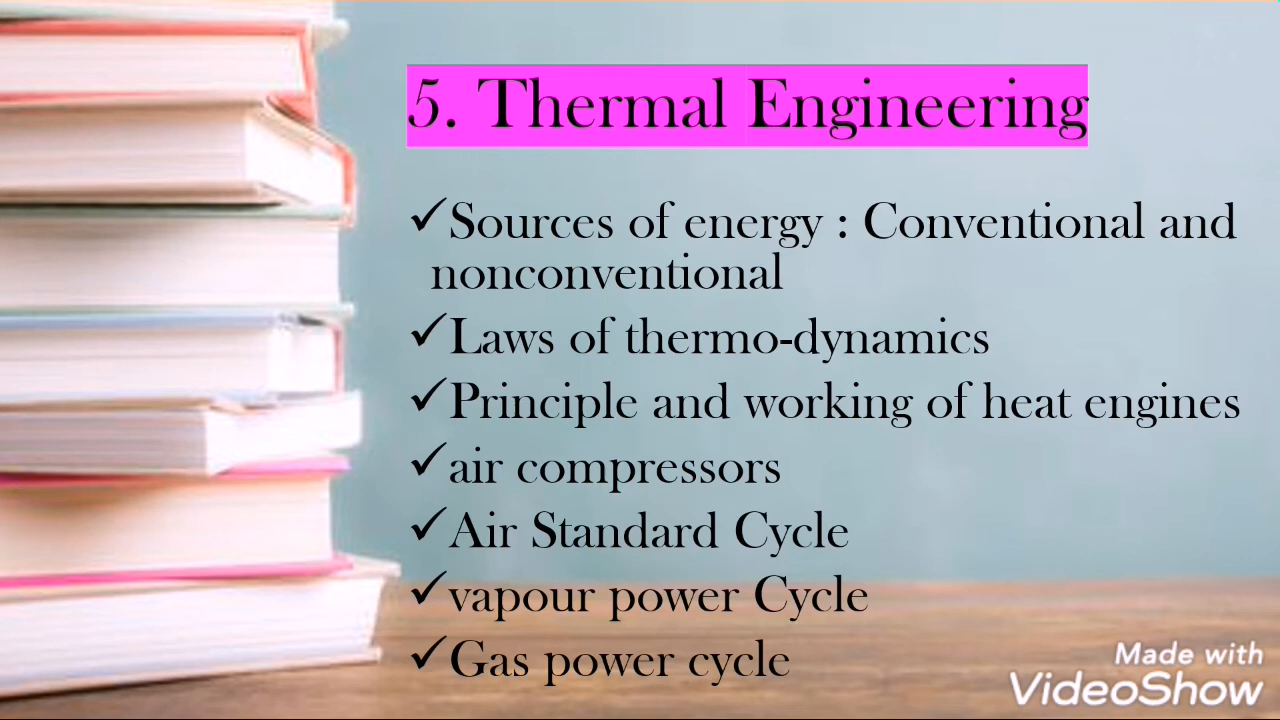 5. Thermal Engineering
✓Sources of energy : Conventional and
nonconventional
✓Laws of thermo-dynamics
✓Principle and working of heat engines
✓air compressors
✓Air Standard Cycle
✓vapour power Cycle
✓Gas power cycle
Made with
VideoShow